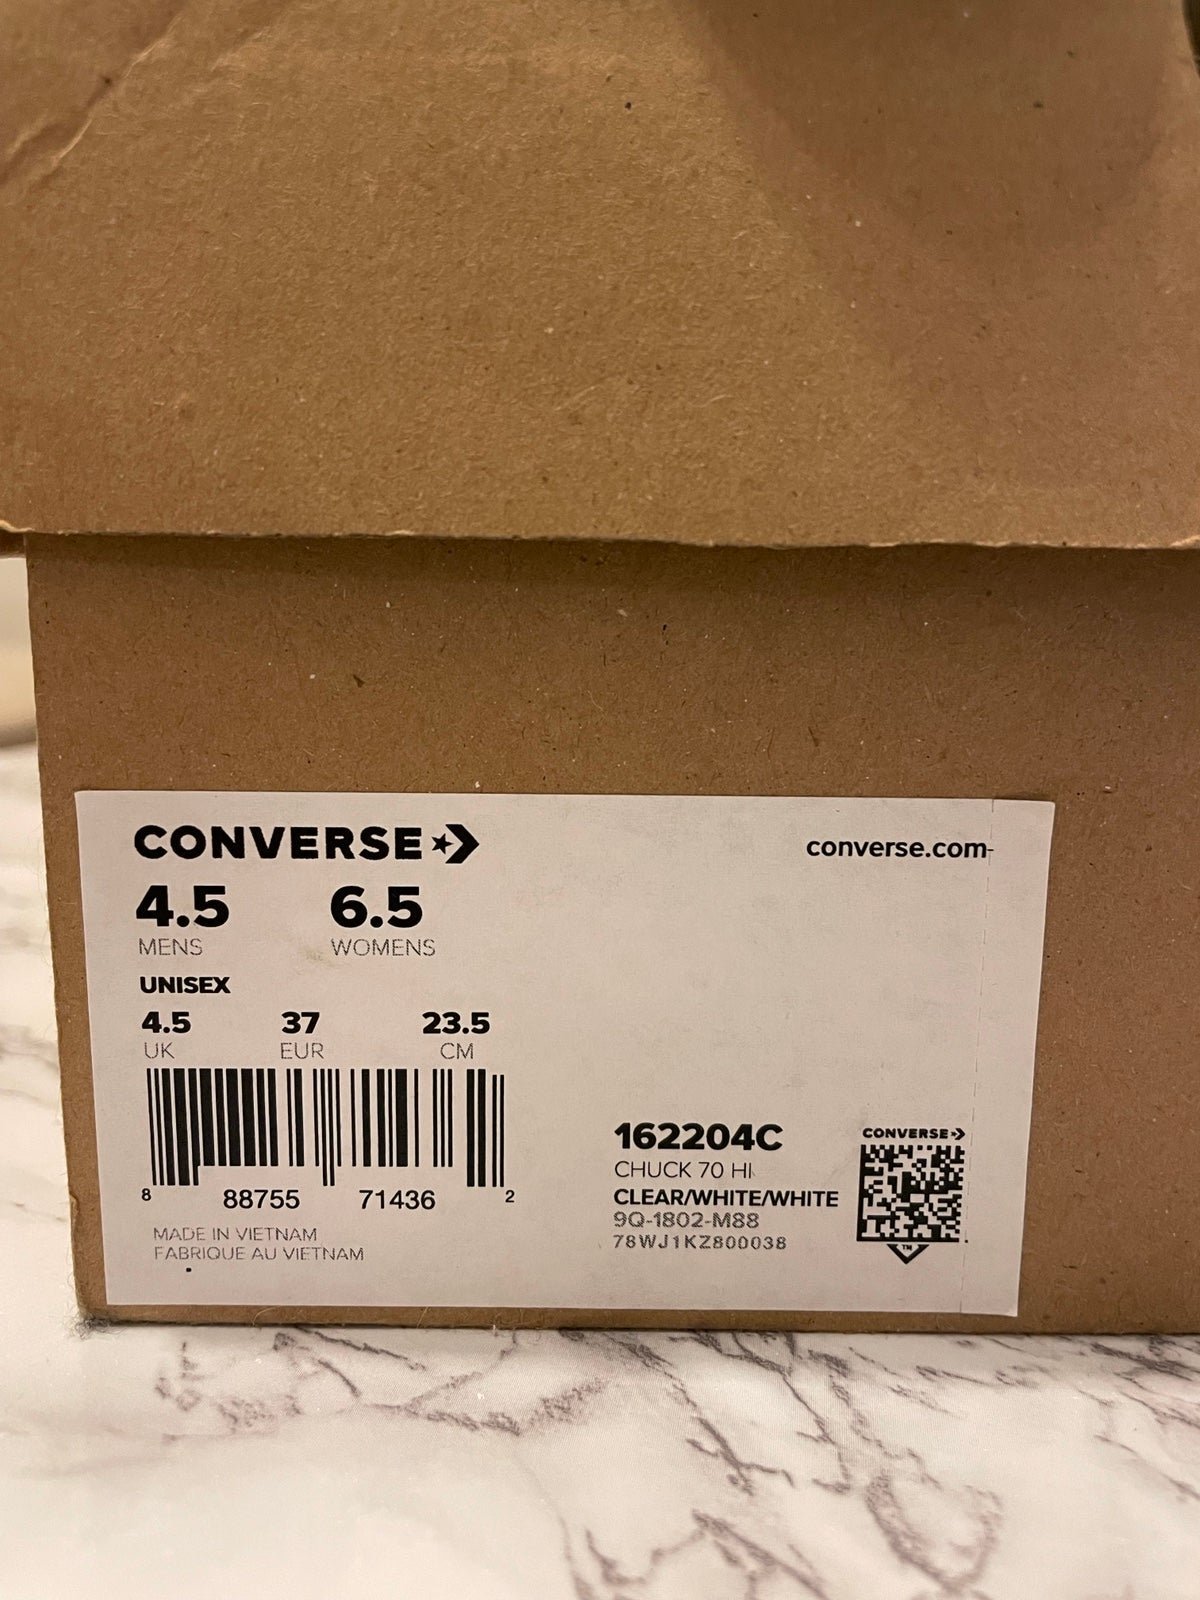 CONVERSE
converse.com
4.5 6.5
MENS WOMENS
UNISEX
4.5 37 23.5
UK EUR CM
8 88755 71436 2
MADE IN VIETNAM
FABRIQUE AU VIETNAM
162204C
CHUCK 70 HI
CLEAR/WHITE/WHITE
9Q-1802-M88
78WJ1KZ800038
CONVERSE
TM